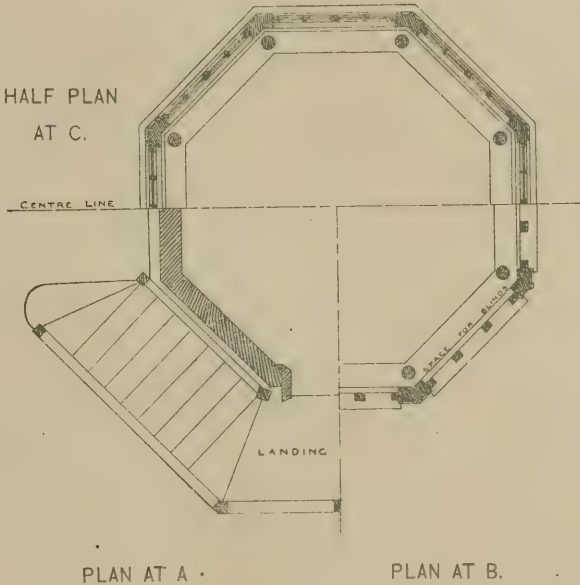 HALF PLAN
AT C.
CENTRE LINE
SPACE FOR BLINDS
LANDING
PLAN AT A .
PLAN AT B.